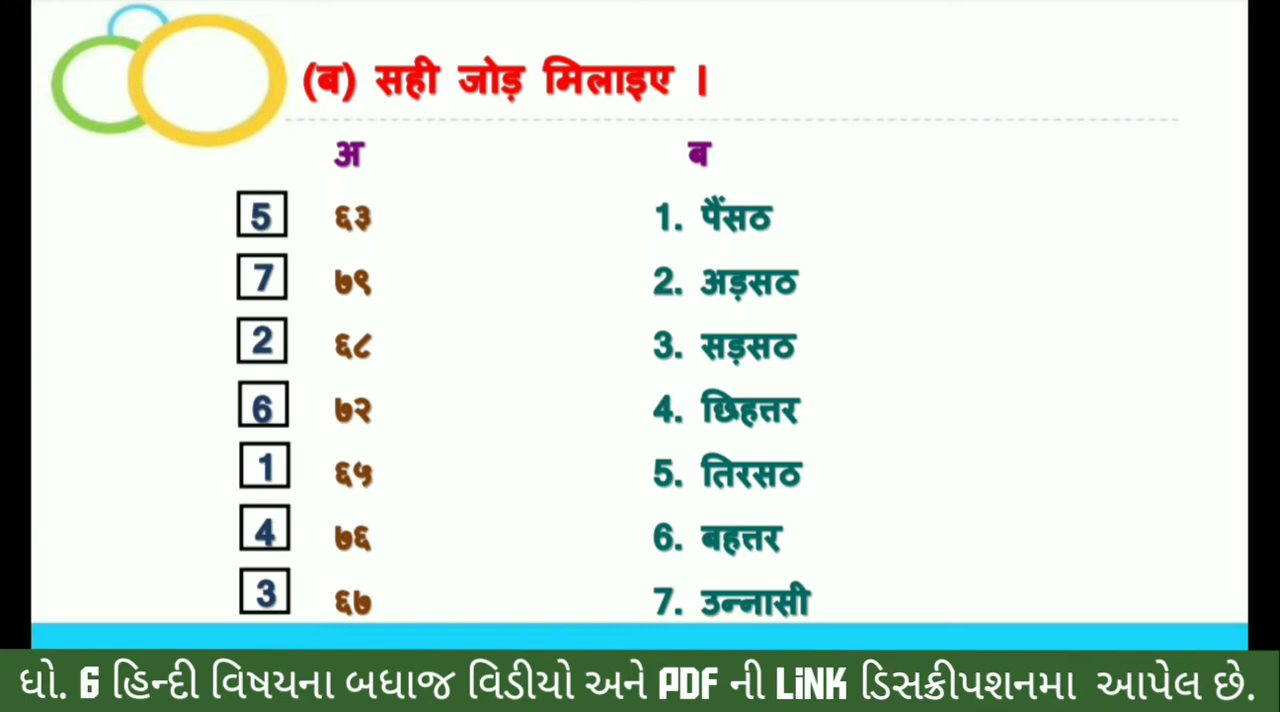 (ब) सही जोड़ मिलाइए ।
अ ब
5 ६३ 1. पैंसठ
7 ७९ 2. अड़सठ
2 ६८ 3. सड़सठ
6 ७२ 4. छिहत्तर
1 ६५ 5. तिरसठ
4 ७६ 6. बहत्तर
3 ६७ 7. उन्नासी
ધો. 6 હિન્દી વિષયના બધાજ વિડીયો અને PDF ની LiNK ડિસક્રીપશનમા આપેલ છે.